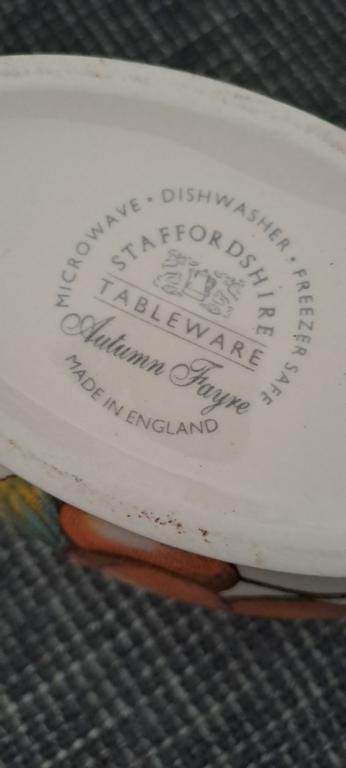 MICROWAVE · DISHWASHER · FREEZER SAFE
STAFFORDSHIRE
TABLEWARE
Autumn Fayre
MADE IN ENGLAND